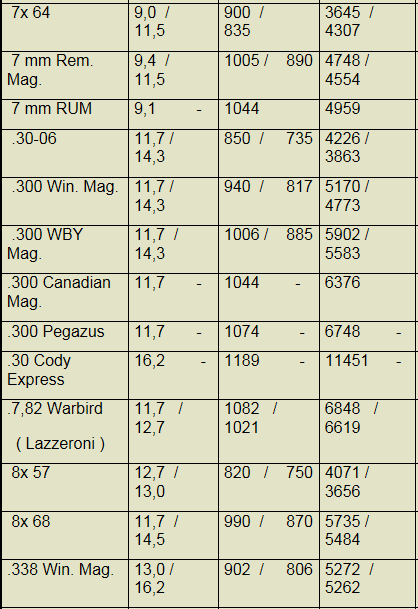 7x 64 9,0 / 900 / 3645 /
11,5 835 4307
7 mm Rem. 9,4 / 1005 / 890 4748 /
Mag. 11,5 4554
7 mm RUM 9,1 - 1044 4959
.30-06 11,7 / 850 / 735 4226 /
14,3 3863
.300 Win. Mag. 11,7 / 940 / 817 5170 /
14,3 4773
.300 WBY 11,7 / 1006 / 885 5902 /
Mag. 14,3 5583
.300 Canadian 11,7 - 1044 - 6376
Mag.
.300 Pegazus 11,7 - 1074 - 6748 -
.30 Cody 16,2 - 1189 - 11451 -
Express
.7,82 Warbird 11,7 / 1082 / 6848 /
12,7 1021 6619
( Lazzeroni )
8x 57 12,7 / 820 / 750 4071 /
13,0 3656
8x 68 11,7 / 990 / 870 5735 /
14,5 5484
.338 Win. Mag. 13,0 / 902 / 806 5272 /
16,2 5262